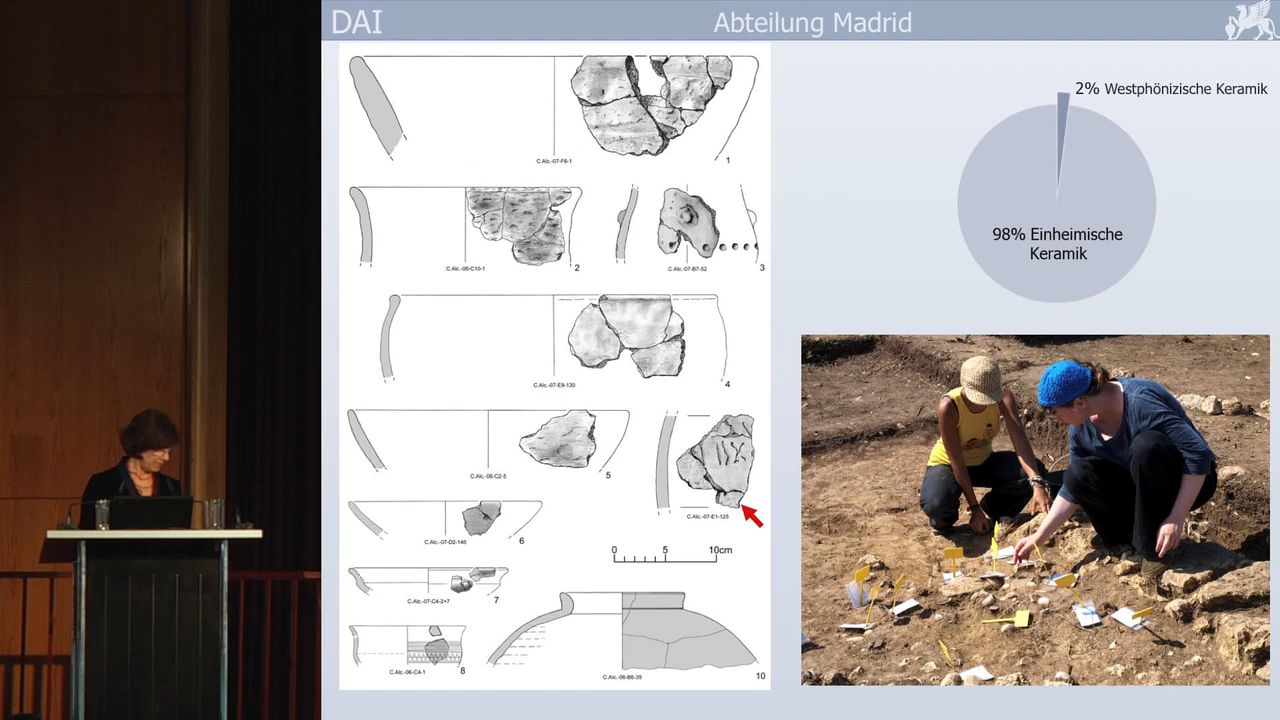 DAI
Abteilung Madrid
C.Alc.-07-F6-1
1
C.Alc.-06-C10-1
2
C.Alc.-07-B7-52
3
C.Alc.-07-E9-130
4
C.Alc.-06-C2-5
5
C.Alc.-07-E1-125
C.Alc.-07-D2-146
6
0 5 10cm
C.Alc.-07-C4-2+7
7
C.Alc.-06-C4-1
8
C.Alc.-06-B8-39
10
2% Westphönizische Keramik
98% Einheimische
Keramik